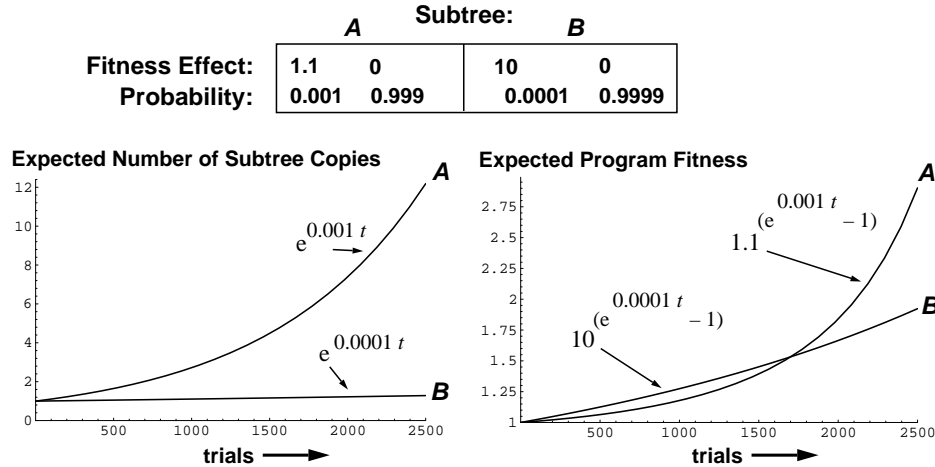 Subtree:
A B
Fitness Effect: 1.1 0 10 0
Probability: 0.001 0.999 0.0001 0.9999
Expected Number of Subtree Copies
12
10
8
6
4
2
0
500 1000 1500 2000 2500
A
e^0.001 t
e^0.0001 t
B
trials
Expected Program Fitness
2.75
2.5
2.25
2
1.75
1.5
1.25
1
500 1000 1500 2000 2500
A
1.1^(e^0.001 t – 1)
B
10^(e^0.0001 t – 1)
trials